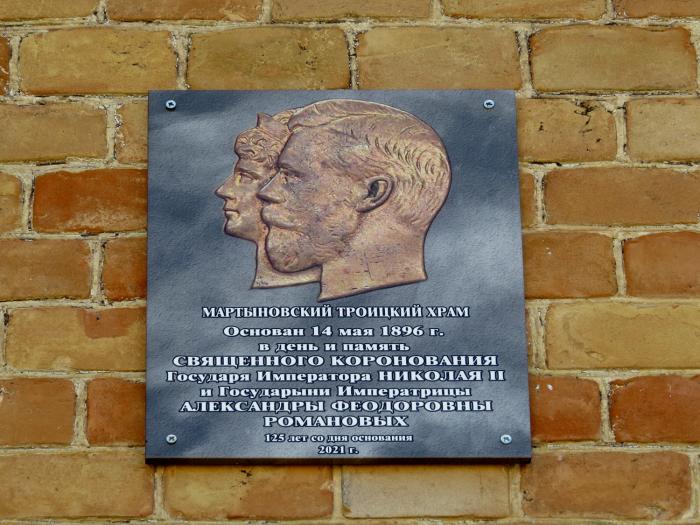 МАРТЫНОВСКИЙ ТРОИЦКИЙ ХРАМ
Основан 14 мая 1896 г.
в день и память
СВЯЩЕННОГО КОРОНОВАНИЯ
Государя Императора НИКОЛАЯ II
и Государыни Императрицы
АЛЕКСАНДРЫ ФЕОДОРОВНЫ
РОМАНОВЫХ
125 лет со дня основания
2021 г.